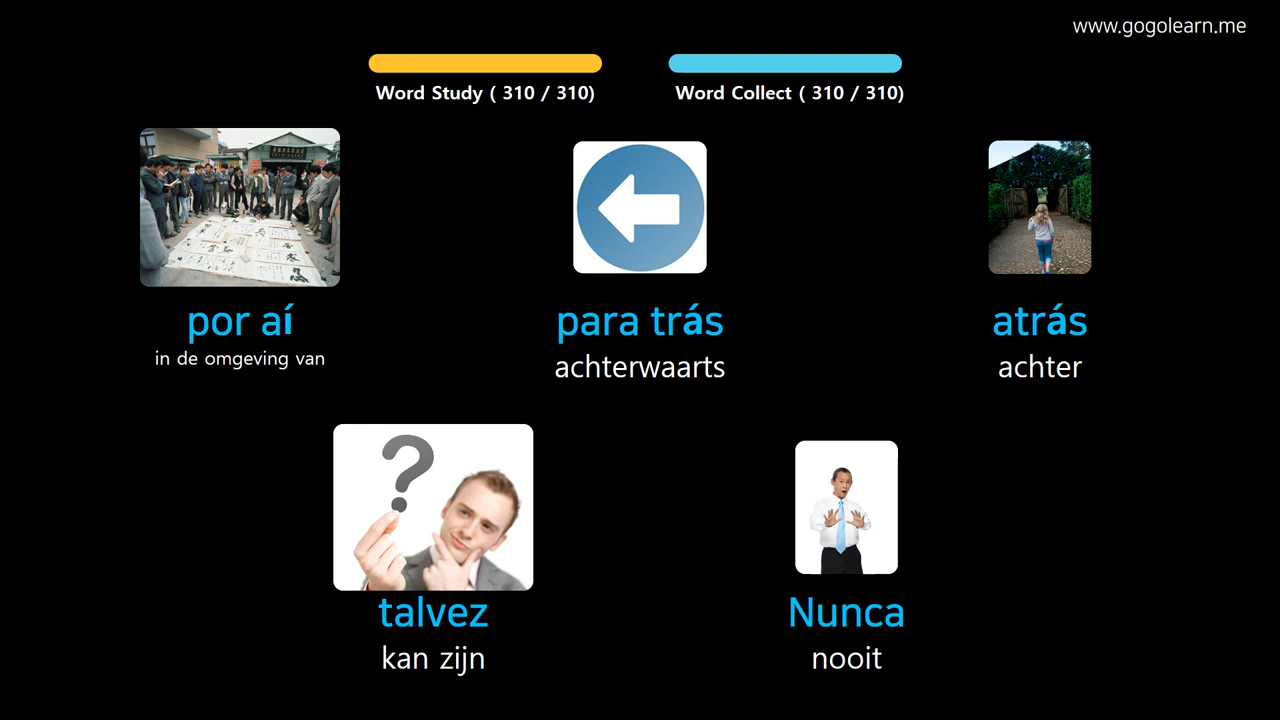 www.gogolearn.me
Word Study ( 310 / 310)
Word Collect ( 310 / 310)
por aí
in de omgeving van
para trás
achterwaarts
atrás
achter
talvez
kan zijn
Nunca
nooit